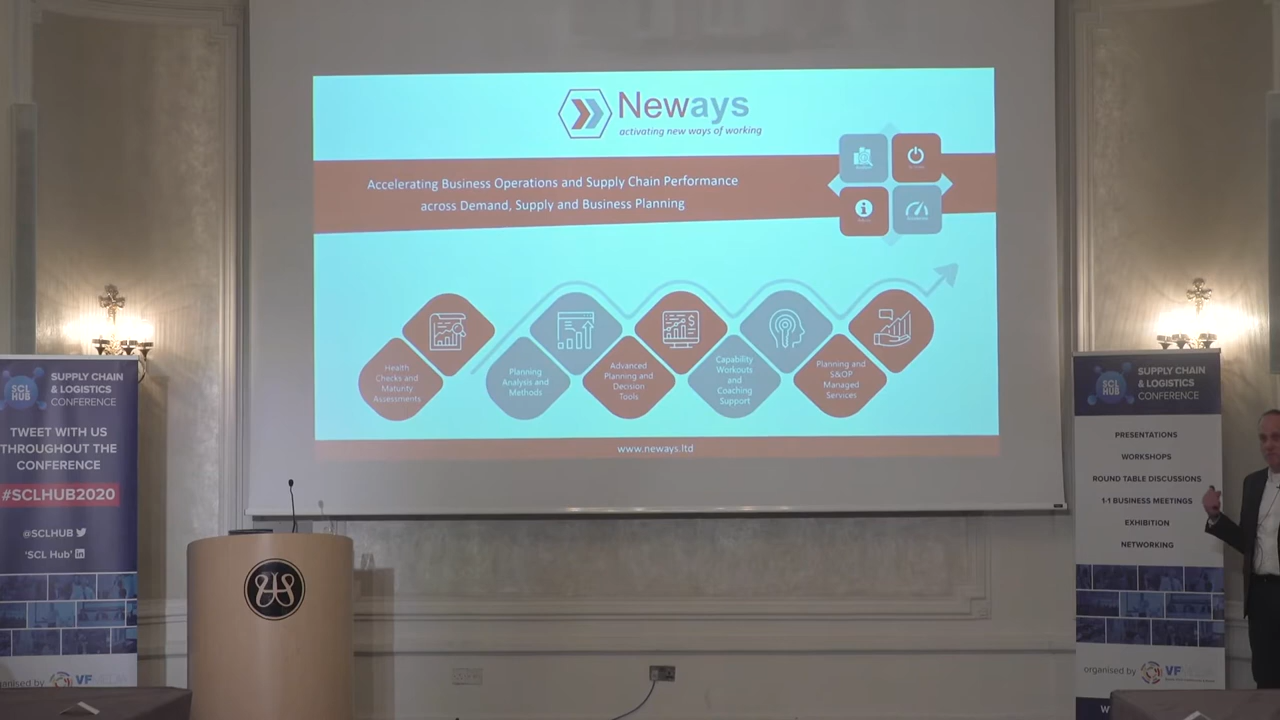 Neways
activating new ways of working
Accelerating Business Operations and Supply Chain Performance
across Demand, Supply and Business Planning
Health
Checks and
Maturity
Assessments
Planning
Analysis and
Methods
Advanced
Planning and
Decision
Tools
Capability
Workouts
and
Coaching
Support
Planning and
S&OP
Managed
Services
www.neways.ltd
SCL
HUB
SUPPLY CHAIN
& LOGISTICS
CONFERENCE
TWEET WITH US
THROUGHOUT THE
CONFERENCE
#SCLHUB2020
@SCLHUB
'SCL Hub'
anised by
VF
SCL
HUB
SUPPLY CHAIN
& LOGISTICS
CONFERENCE
PRESENTATIONS
WORKSHOPS
ROUND TABLE DISCUSSIONS
1-1 BUSINESS MEETINGS
EXHIBITION
NETWORKING
organised by
VF
W